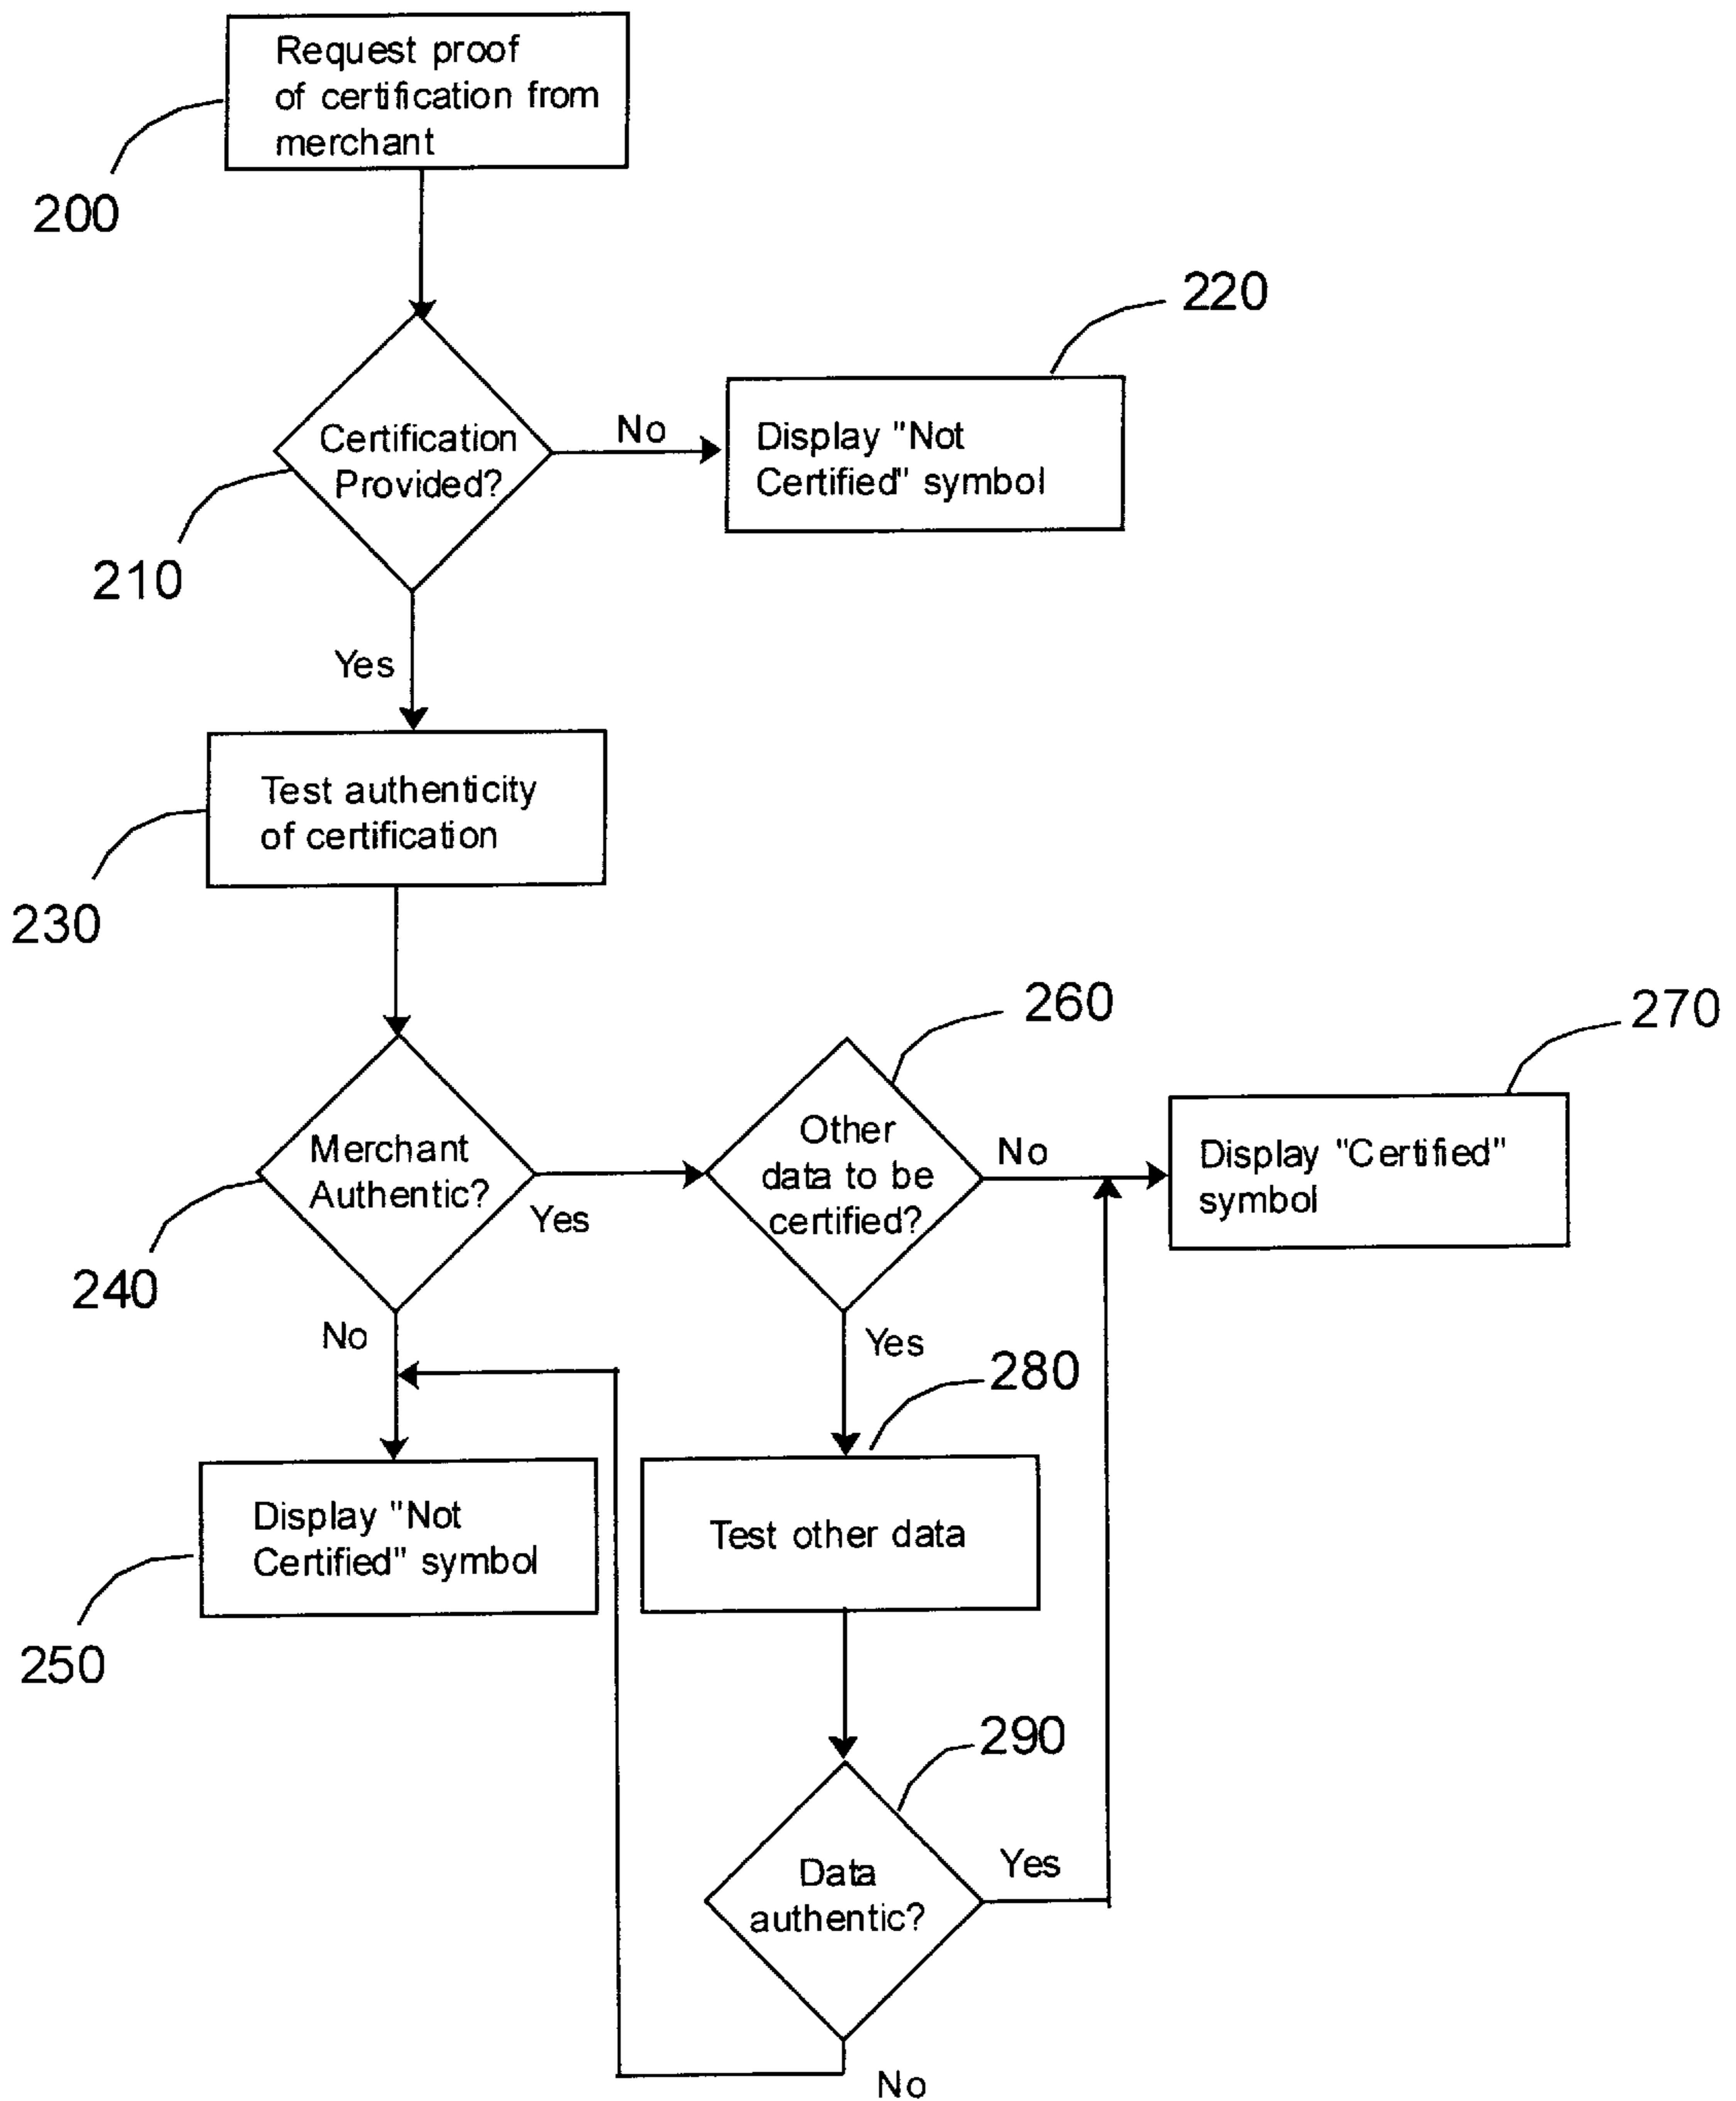 Request proof
of certification from
merchant
200
220
Certification
Provided?
No
Display "Not
Certified" symbol
210
Yes
Test authenticity
of certification
230
260
270
Merchant
Authentic?
Yes
Other
data to be
certified?
No
Display "Certified"
symbol
240
No
Yes
280
Display "Not
Certified" symbol
Test other data
250
290
Data
authentic?
Yes
No